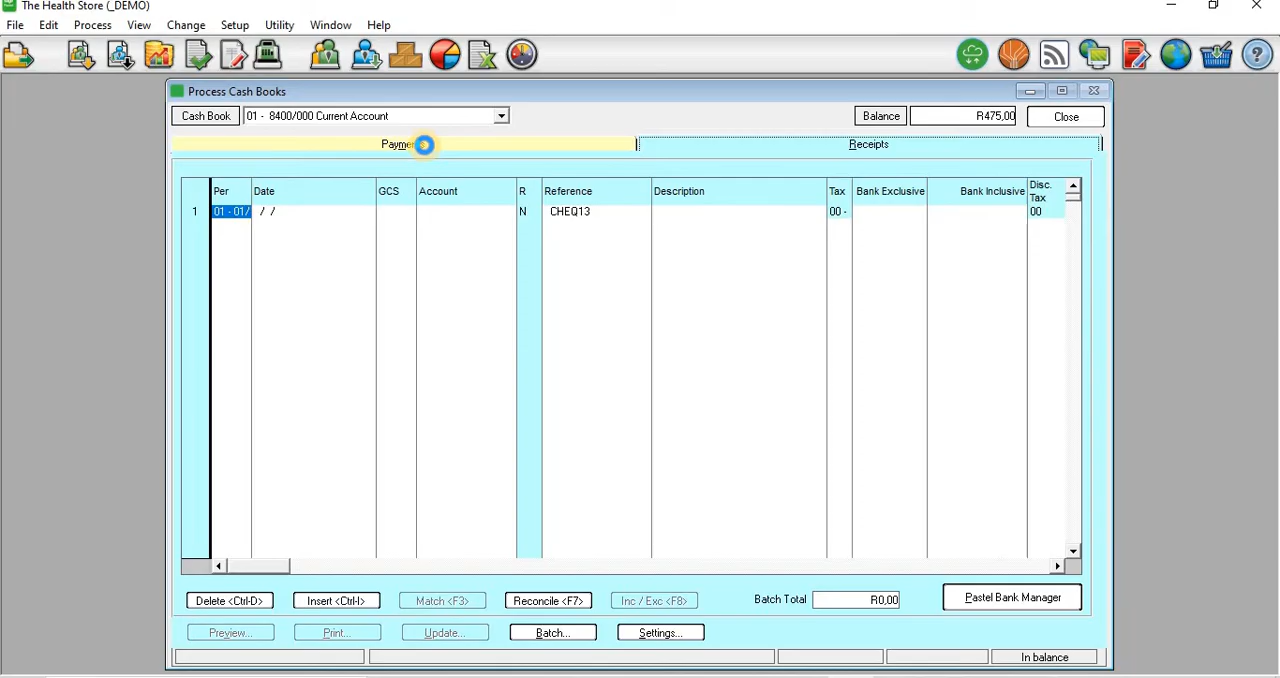 The Health Store (_DEMO)
File Edit Process View Change Setup Utility Window Help
Process Cash Books
Cash Book 01 - 8400/000 Current Account Balance R475,00 Close
Receipts
Per Date GCS Account R Reference Description Tax Bank Exclusive Bank Inclusive Disc. Tax
1 01 - 01/ / / N CHEQ13 00 - 00
Delete <Ctrl-D> Insert <Ctrl-I> Match <F3> Reconcile <F7> Inc / Exc <F8> Batch Total R0,00 Pastel Bank Manager
Preview... Print... Update... Batch... Settings...
In balance